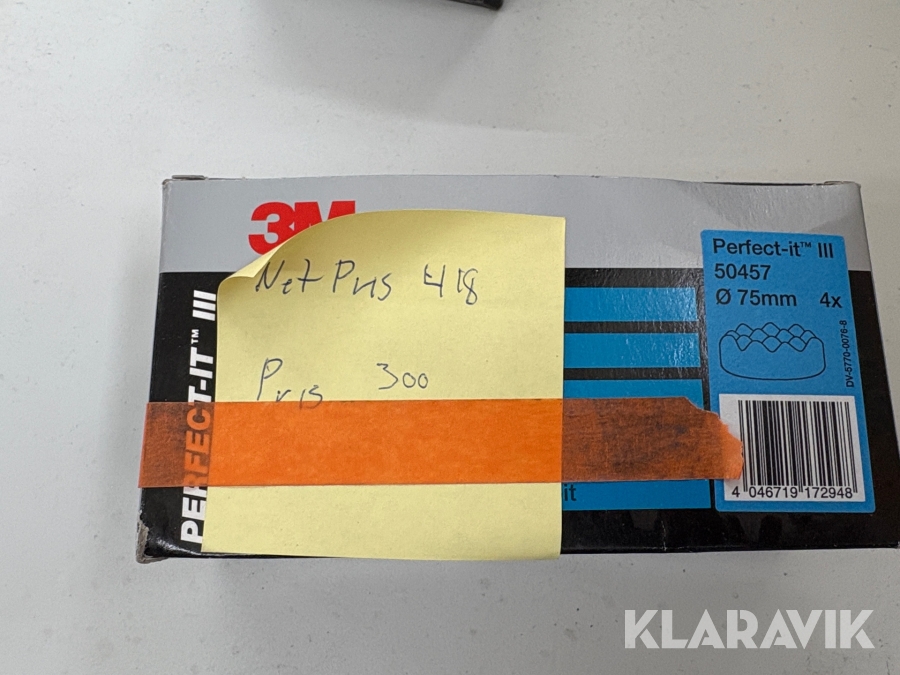 3M
PERFECT-IT™ III
Net Pris 418
Pris 300
Perfect-it™ III
50457
Ø 75mm 4x
DV-5770-0076-8
4 046719 172948
it
KLARAVIK